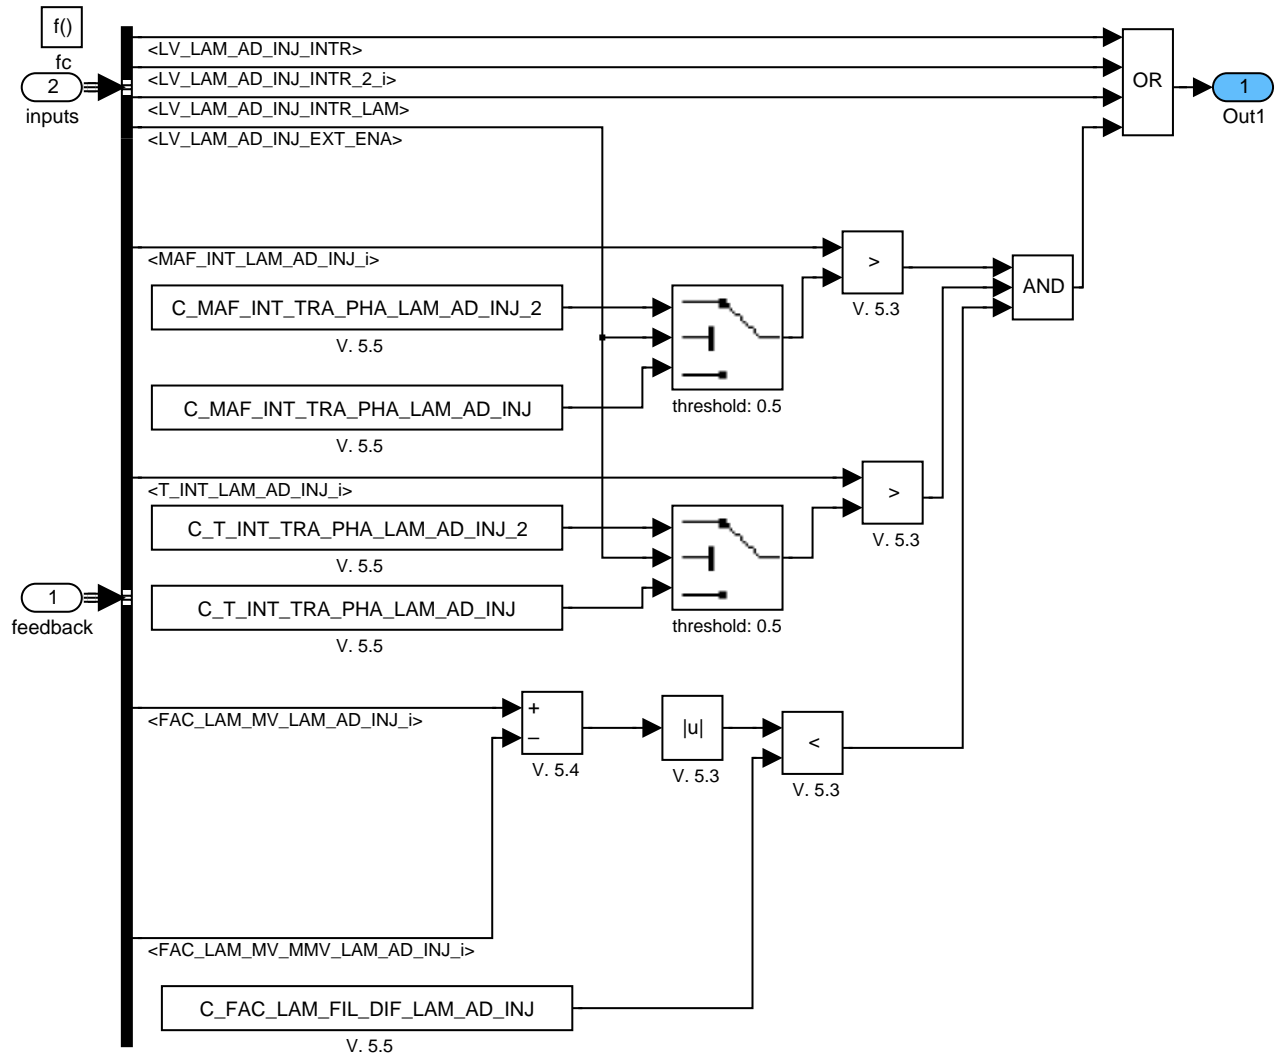 f()
fc
2
inputs
<LV_LAM_AD_INJ_INTR>
<LV_LAM_AD_INJ_INTR_2_i>
<LV_LAM_AD_INJ_INTR_LAM>
<LV_LAM_AD_INJ_EXT_ENA>
OR
1
Out1
<MAF_INT_LAM_AD_INJ_i>
>
V. 5.3
AND
C_MAF_INT_TRA_PHA_LAM_AD_INJ_2
V. 5.5
C_MAF_INT_TRA_PHA_LAM_AD_INJ
V. 5.5
threshold: 0.5
<T_INT_LAM_AD_INJ_i>
>
V. 5.3
C_T_INT_TRA_PHA_LAM_AD_INJ_2
V. 5.5
1
feedback
C_T_INT_TRA_PHA_LAM_AD_INJ
V. 5.5
threshold: 0.5
<FAC_LAM_MV_LAM_AD_INJ_i>
+
–
V. 5.4
|u|
V. 5.3
<
V. 5.3
<FAC_LAM_MV_MMV_LAM_AD_INJ_i>
C_FAC_LAM_FIL_DIF_LAM_AD_INJ
V. 5.5